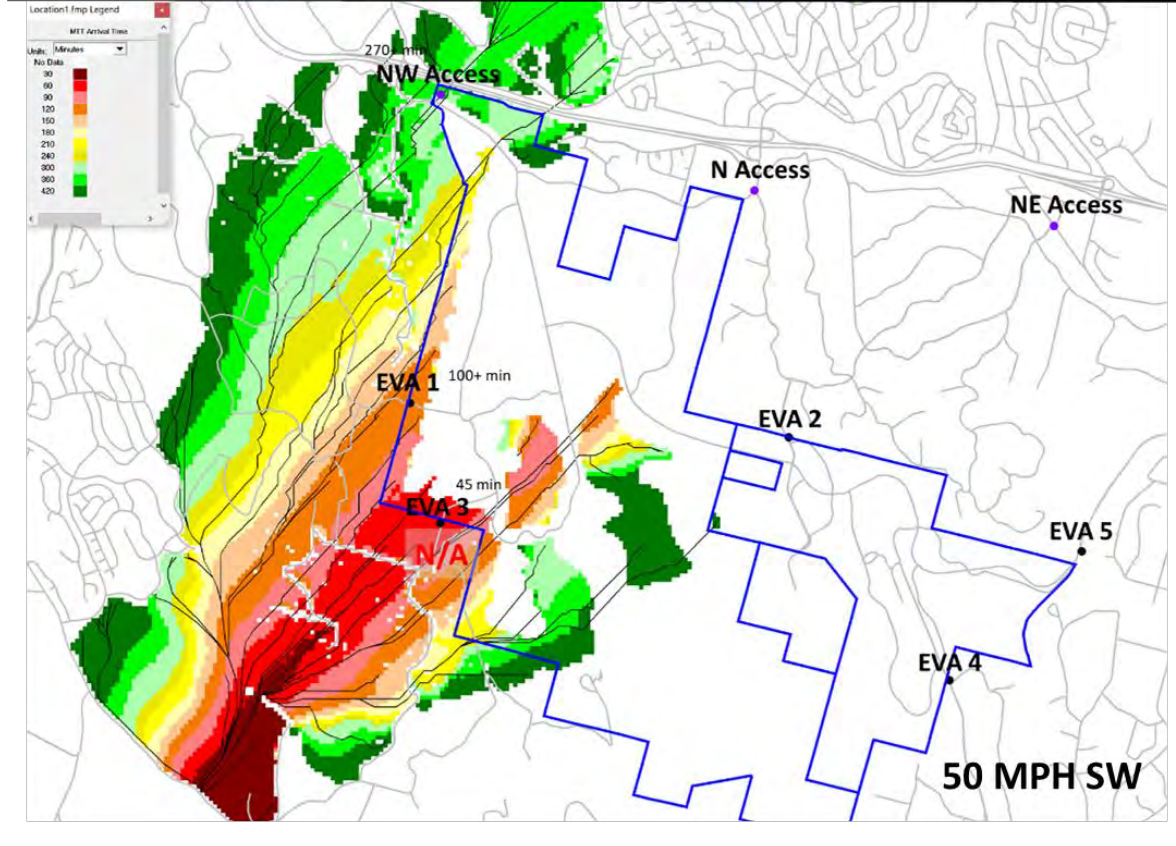 Location1.fmp Legend
MTT Arrival Time
Units: Minutes
No Data
30
60
90
120
150
180
210
240
300
360
420
270+ min
NW Access
N Access
NE Access
EVA 1
100+ min
EVA 2
45 min
EVA 3
N/A
EVA 5
EVA 4
50 MPH SW